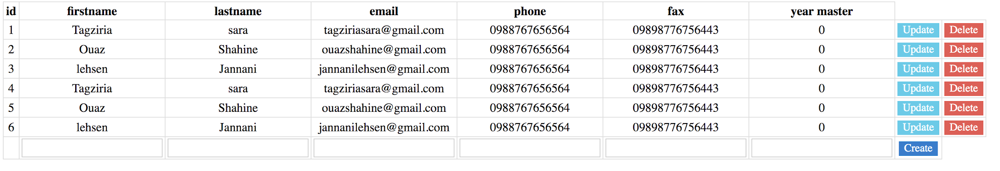 id firstname lastname email phone fax year master
1 Tagziria sara tagziriasara@gmail.com 0988767656564 09898776756443 0 Update Delete
2 Ouaz Shahine ouazshahine@gmail.com 0988767656564 09898776756443 0 Update Delete
3 lehsen Jannani jannanilehsen@gmail.com 0988767656564 09898776756443 0 Update Delete
4 Tagziria sara tagziriasara@gmail.com 0988767656564 09898776756443 0 Update Delete
5 Ouaz Shahine ouazshahine@gmail.com 0988767656564 09898776756443 0 Update Delete
6 lehsen Jannani jannanilehsen@gmail.com 0988767656564 09898776756443 0 Update Delete
Create